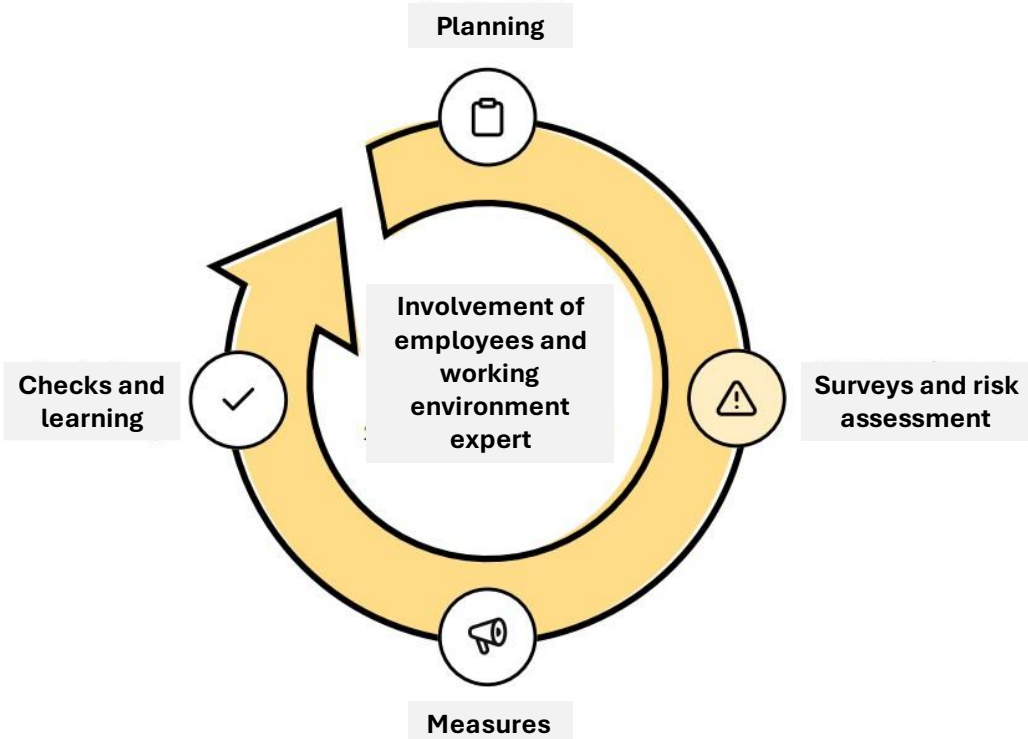 Planning
Involvement of
employees and
working
environment
expert
Checks and
learning
Surveys and risk
assessment
Measures